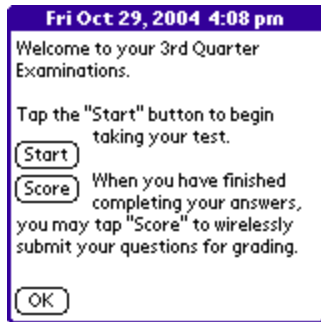 Fri Oct 29, 2004 4:08 pm
Welcome to your 3rd Quarter
Examinations.
Tap the "Start" button to begin
taking your test.
Start
Score
When you have finished
completing your answers,
you may tap "Score" to wirelessly
submit your questions for grading.
OK